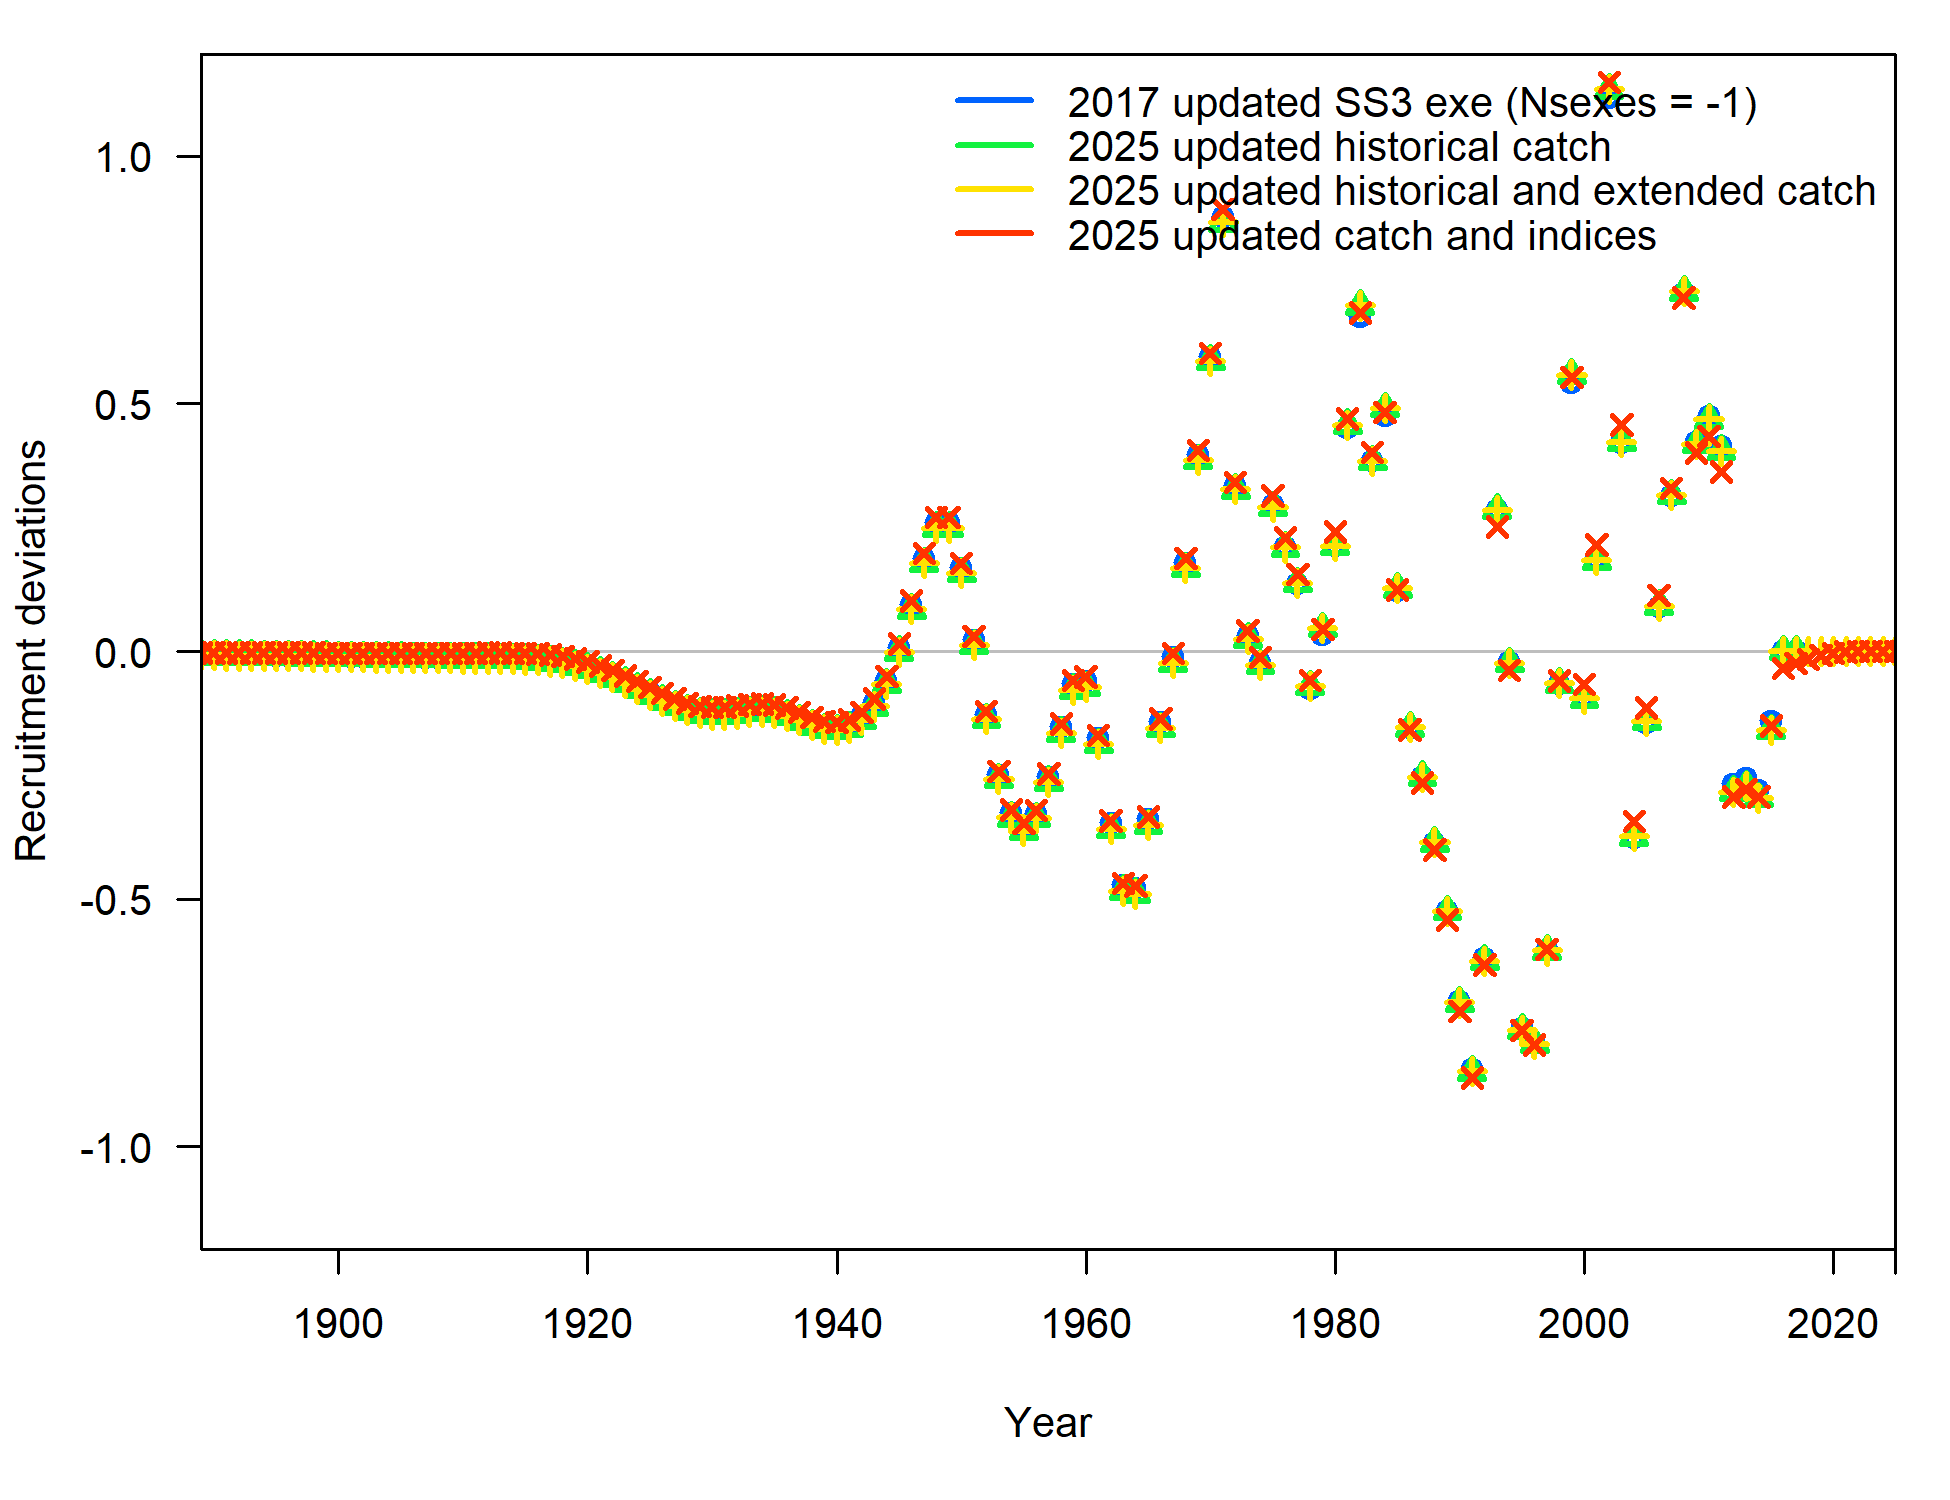 2017 updated SS3 exe (Nsexes = -1)
2025 updated historical catch
2025 updated historical and extended catch
2025 updated catch and indices
1.0
0.5
0.0
-0.5
-1.0
Recruitment deviations
1900 1920 1940 1960 1980 2000 2020
Year